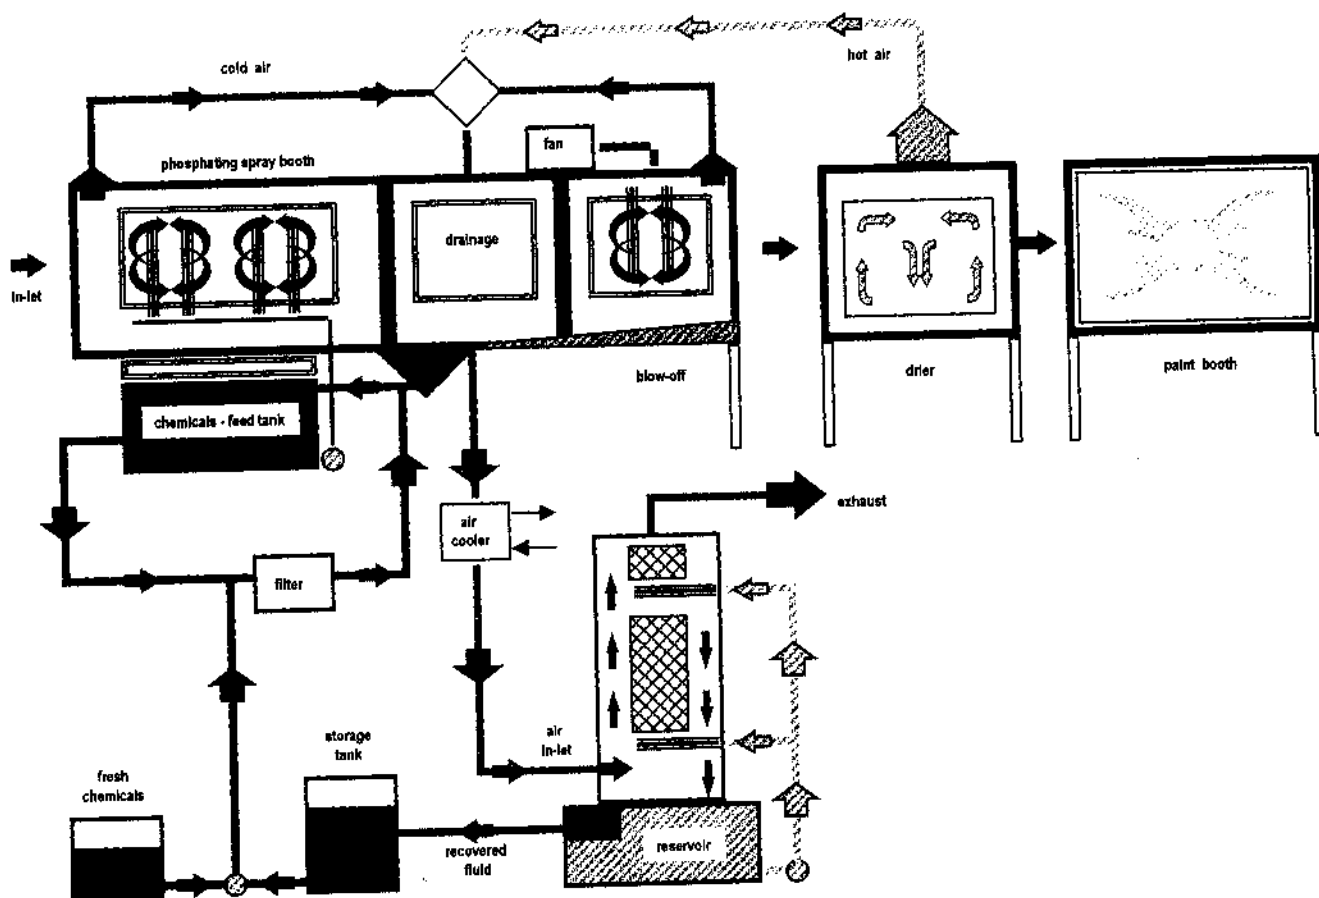 cold air
hot air
fan
phosphating spray booth
drainage
in-let
blow-off
drier
paint booth
chemicals - feed tank
exhaust
air
cooler
filter
air
in-let
storage
tank
fresh
chemicals
recovered
fluid
reservoir